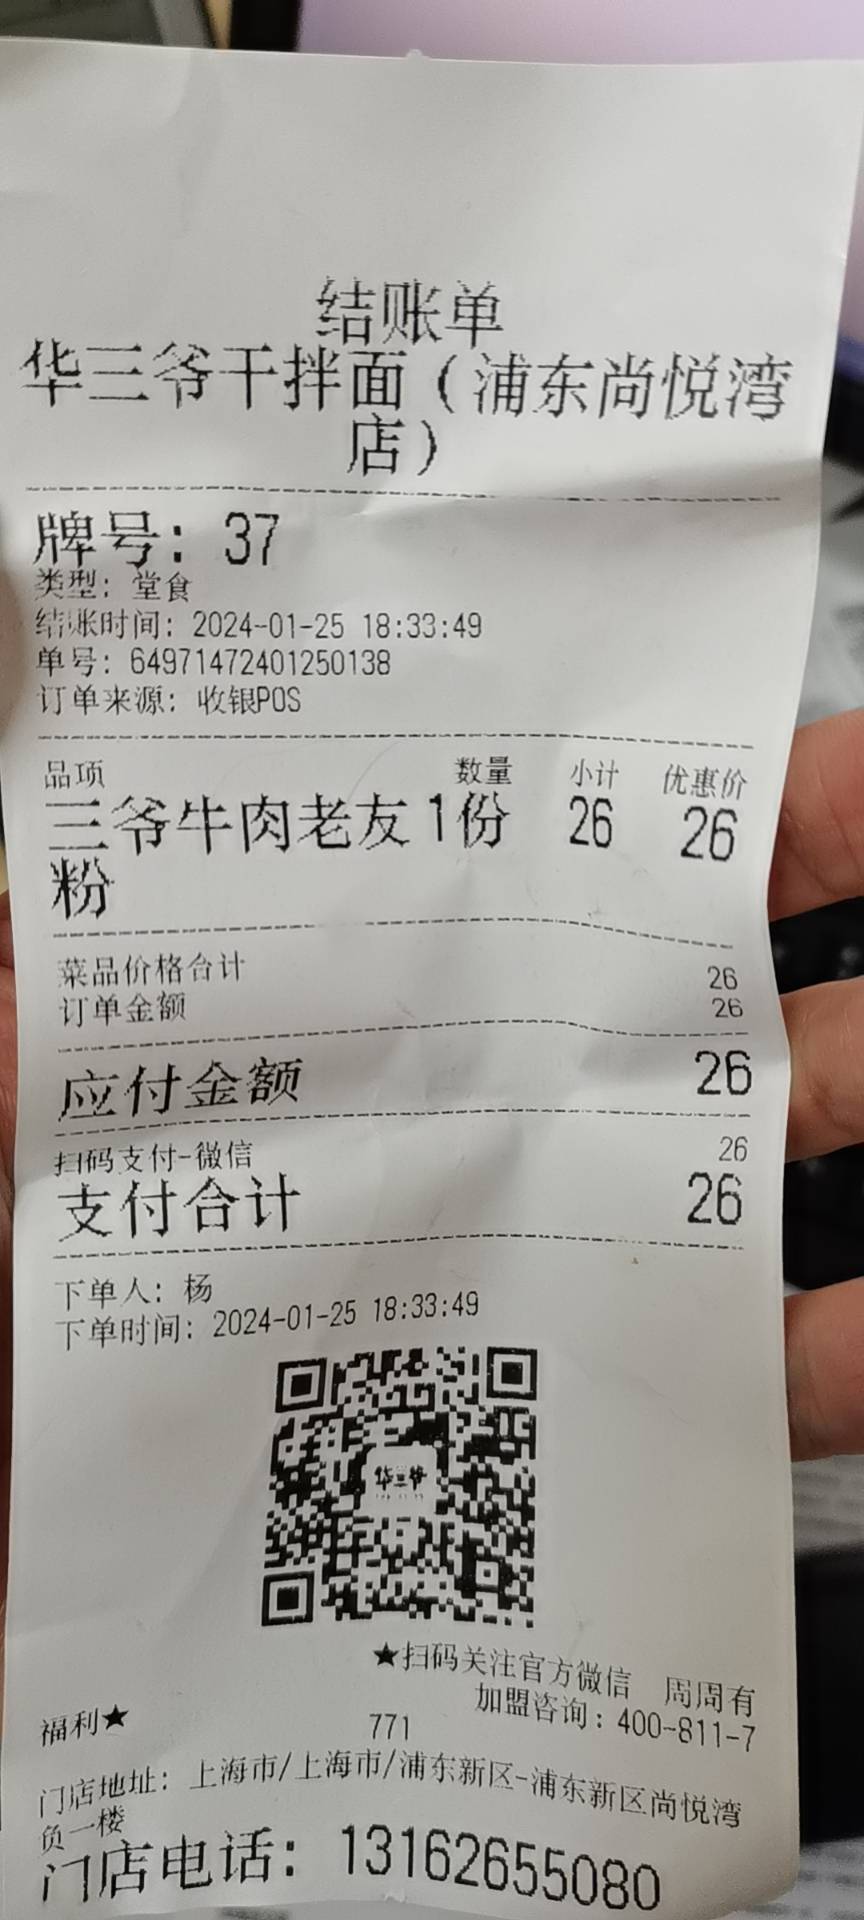 结账单
华三爷干拌面（浦东尚悦湾
店）
牌号：37
类型：堂食
结账时间：2024-01-25 18:33:49
单号：64971472401250138
订单来源：收银POS
品项 数量 小计 优惠价
三爷牛肉老友 1份 26 26
粉
菜品价格合计 26
订单金额 26
应付金额 26
扫码支付-微信 26
支付合计 26
下单人：杨
下单时间：2024-01-25 18:33:49
华三爷
★扫码关注官方微信 周周有
福利★
加盟咨询：400-811-7
771
门店地址：上海市/上海市/浦东新区-浦东新区尚悦湾
负一楼
门店电话：13162655080